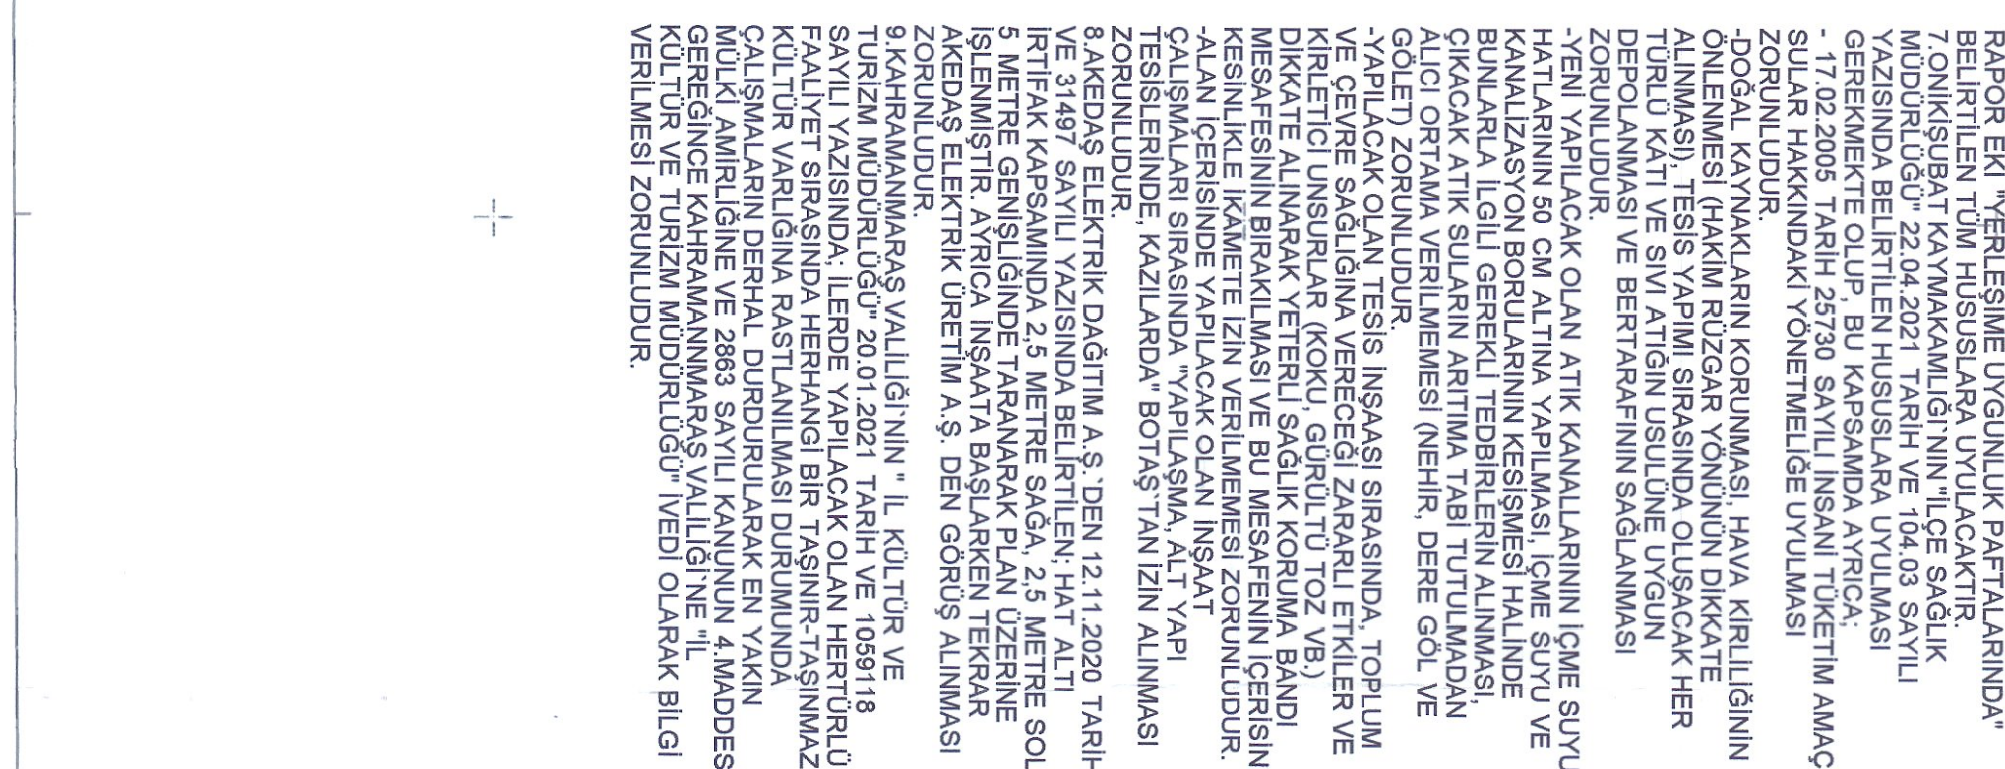 RAPOR EKİ "YERLEŞİME UYGUNLUK PAFTALARINDA"
BELİRTİLEN TÜM HUSUSLARA UYULACAKTIR.
7.ONİKİŞUBAT KAYMAKAMLIĞI`NIN "İLÇE SAĞLIK
MÜDÜRLÜĞÜ" 22.04.2021 TARİH VE 104.03 SAYILI
YAZISINDA BELİRTİLEN HUSUSLARA UYULMASI
GEREKMEKTE OLUP, BU KAPSAMDA AYRICA;
- 17.02.2005 TARİH 25730 SAYILI İNSANİ TÜKETİM AMAÇ
SULAR HAKKINDAKİ YÖNETMELİĞE UYULMASI
ZORUNLUDUR.
-DOĞAL KAYNAKLARIN KORUNMASI, HAVA KİRLİLİĞİNİN
ÖNLENMESİ (HAKİM RÜZGAR YÖNÜNÜN DİKKATE
ALINMASI), TESİS YAPIMI SIRASINDA OLUŞACAK HER
TÜRLÜ KATI VE SIVI ATIĞIN USULÜNE UYGUN
DEPOLANMASI VE BERTARAFININ SAĞLANMASI
ZORUNLUDUR.
-YENİ YAPILACAK OLAN ATIK KANALLARININ İÇME SUYU
HATLARININ 50 CM ALTINA YAPILMASI, İÇME SUYU VE
KANALİZASYON BORULARININ KESİŞMESİ HALİNDE
BUNLARLA İLGİLİ GEREKLİ TEDBİRLERİN ALINMASI,
ÇIKACAK ATIK SULARIN ARITIMA TABİ TUTULMADAN
ALICI ORTAMA VERİLMEMESİ (NEHİR, DERE GÖL VE
GÖLET) ZORUNLUDUR.
-YAPILACAK OLAN TESİS İNŞAASI SIRASINDA, TOPLUM
VE ÇEVRE SAĞLIĞINA VERECEĞİ ZARARLI ETKİLER VE
KİRLETİCİ UNSURLAR (KOKU, GÜRÜLTÜ TOZ VB.)
DİKKATE ALINARAK YETERLİ SAĞLIK KORUMA BANDI
MESAFESİNİN BIRAKILMASI VE BU MESAFENİN İÇERİSİN
KESİNLİKLE İKAMETE İZİN VERİLMEMESİ ZORUNLUDUR.
-ALAN İÇERİSİNDE YAPILACAK OLAN İNŞAAT
ÇALIŞMALARI SIRASINDA "YAPILAŞMA, ALT YAPI
TESİSLERİNDE, KAZILARDA" BOTAŞ`TAN İZİN ALINMASI
ZORUNLUDUR.
8.AKEDAŞ ELEKTRİK DAĞITIM A.Ş.`DEN 12.11.2020 TARİH
VE 31497 SAYILI YAZISINDA BELİRTİLEN; HAT ALTI
İRTİFAK KAPSAMINDA 2,5 METRE SAĞA, 2,5 METRE SOL
5 METRE GENİŞLİĞİNDE TARANARAK PLAN ÜZERİNE
İŞLENMİŞTİR. AYRICA İNŞAATA BAŞLARKEN TEKRAR
AKEDAŞ ELEKTRİK ÜRETİM A.Ş. DEN GÖRÜŞ ALINMASI
ZORUNLUDUR.
9.KAHRAMANMARAŞ VALİLİĞİ`NİN " İL KÜLTÜR VE
TURİZM MÜDÜRLÜĞÜ" 20.01.2021 TARİH VE 1059118
SAYILI YAZISINDA; İLERDE YAPILACAK OLAN HERTÜRLÜ
FAALİYET SIRASINDA HERHANGİ BİR TAŞINIR-TAŞINMAZ
KÜLTÜR VARLIĞINA RASTLANILMASI DURUMUNDA
ÇALIŞMALARIN DERHAL DURDURULARAK EN YAKIN
MÜLKİ AMİRLİĞİNE VE 2863 SAYILI KANUNUN 4.MADDES
GEREĞİNCE KAHRAMANNMARAŞ VALİLİĞİ`NE "İL
KÜLTÜR VE TURİZM MÜDÜRLÜĞÜ" İVEDİ OLARAK BİLGİ
VERİLMESİ ZORUNLUDUR.